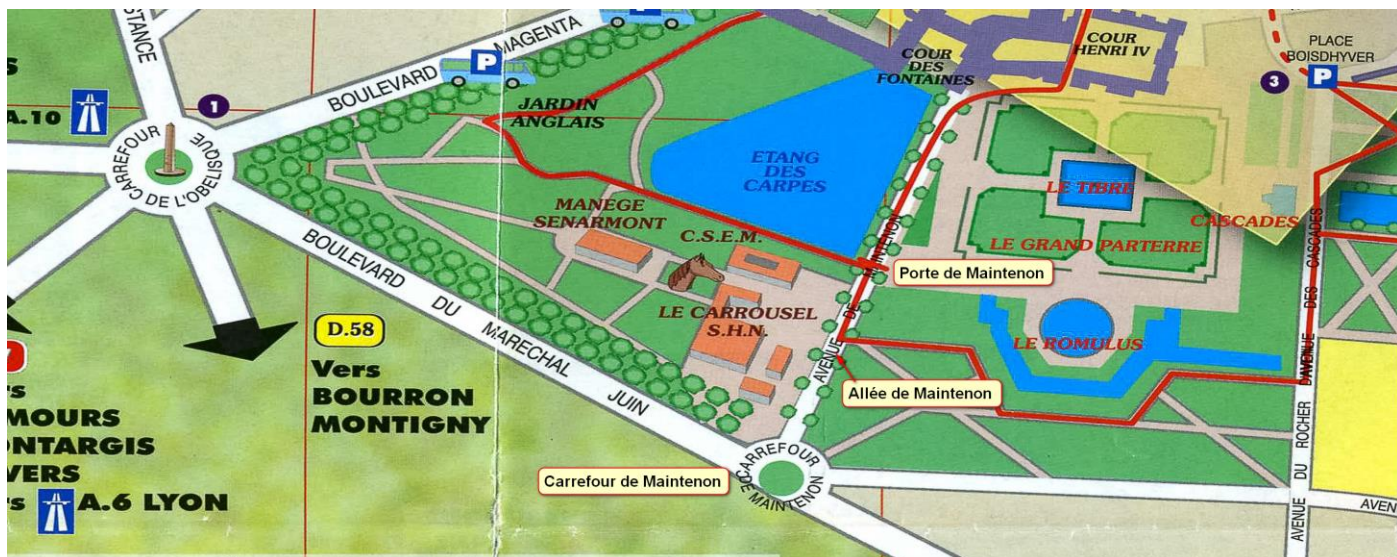 STANCE
A.10
1
BOULEVARD MAGENTA
P
CARREFOUR
DE L'OBELISQUE
JARDIN
ANGLAIS
COUR
DES
FONTAINES
COUR
HENRI IV
PLACE
BOISDHYVER
3
P
ETANG
DES
CARPES
LE TIBRE
CASCADES
LE GRAND PARTERRE
MANEGE
SENARMONT
C.S.E.M.
Porte de Maintenon
LE CARROUSEL
S.H.N.
LE ROMULUS
AVENUE DE MAINTENON
Allée de Maintenon
AVENUE DES CASCADES
BOULEVARD DU MARECHAL JUIN
D.58
Vers
BOURRON
MONTIGNY
MOURS
ONTARGIS
VERS
A.6 LYON
Carrefour de Maintenon
CARREFOUR
DE MAINTENON
AVENUE DU ROCHER
AVEN